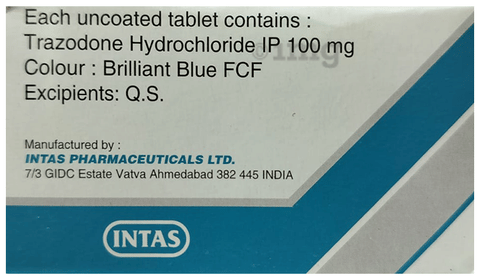 Each uncoated tablet contains :
Trazodone Hydrochloride IP 100 mg
Colour : Brilliant Blue FCF
Excipients: Q.S.
1mg
Manufactured by :
INTAS PHARMACEUTICALS LTD.
7/3 GIDC Estate Vatva Ahmedabad 382 445 INDIA
INTAS